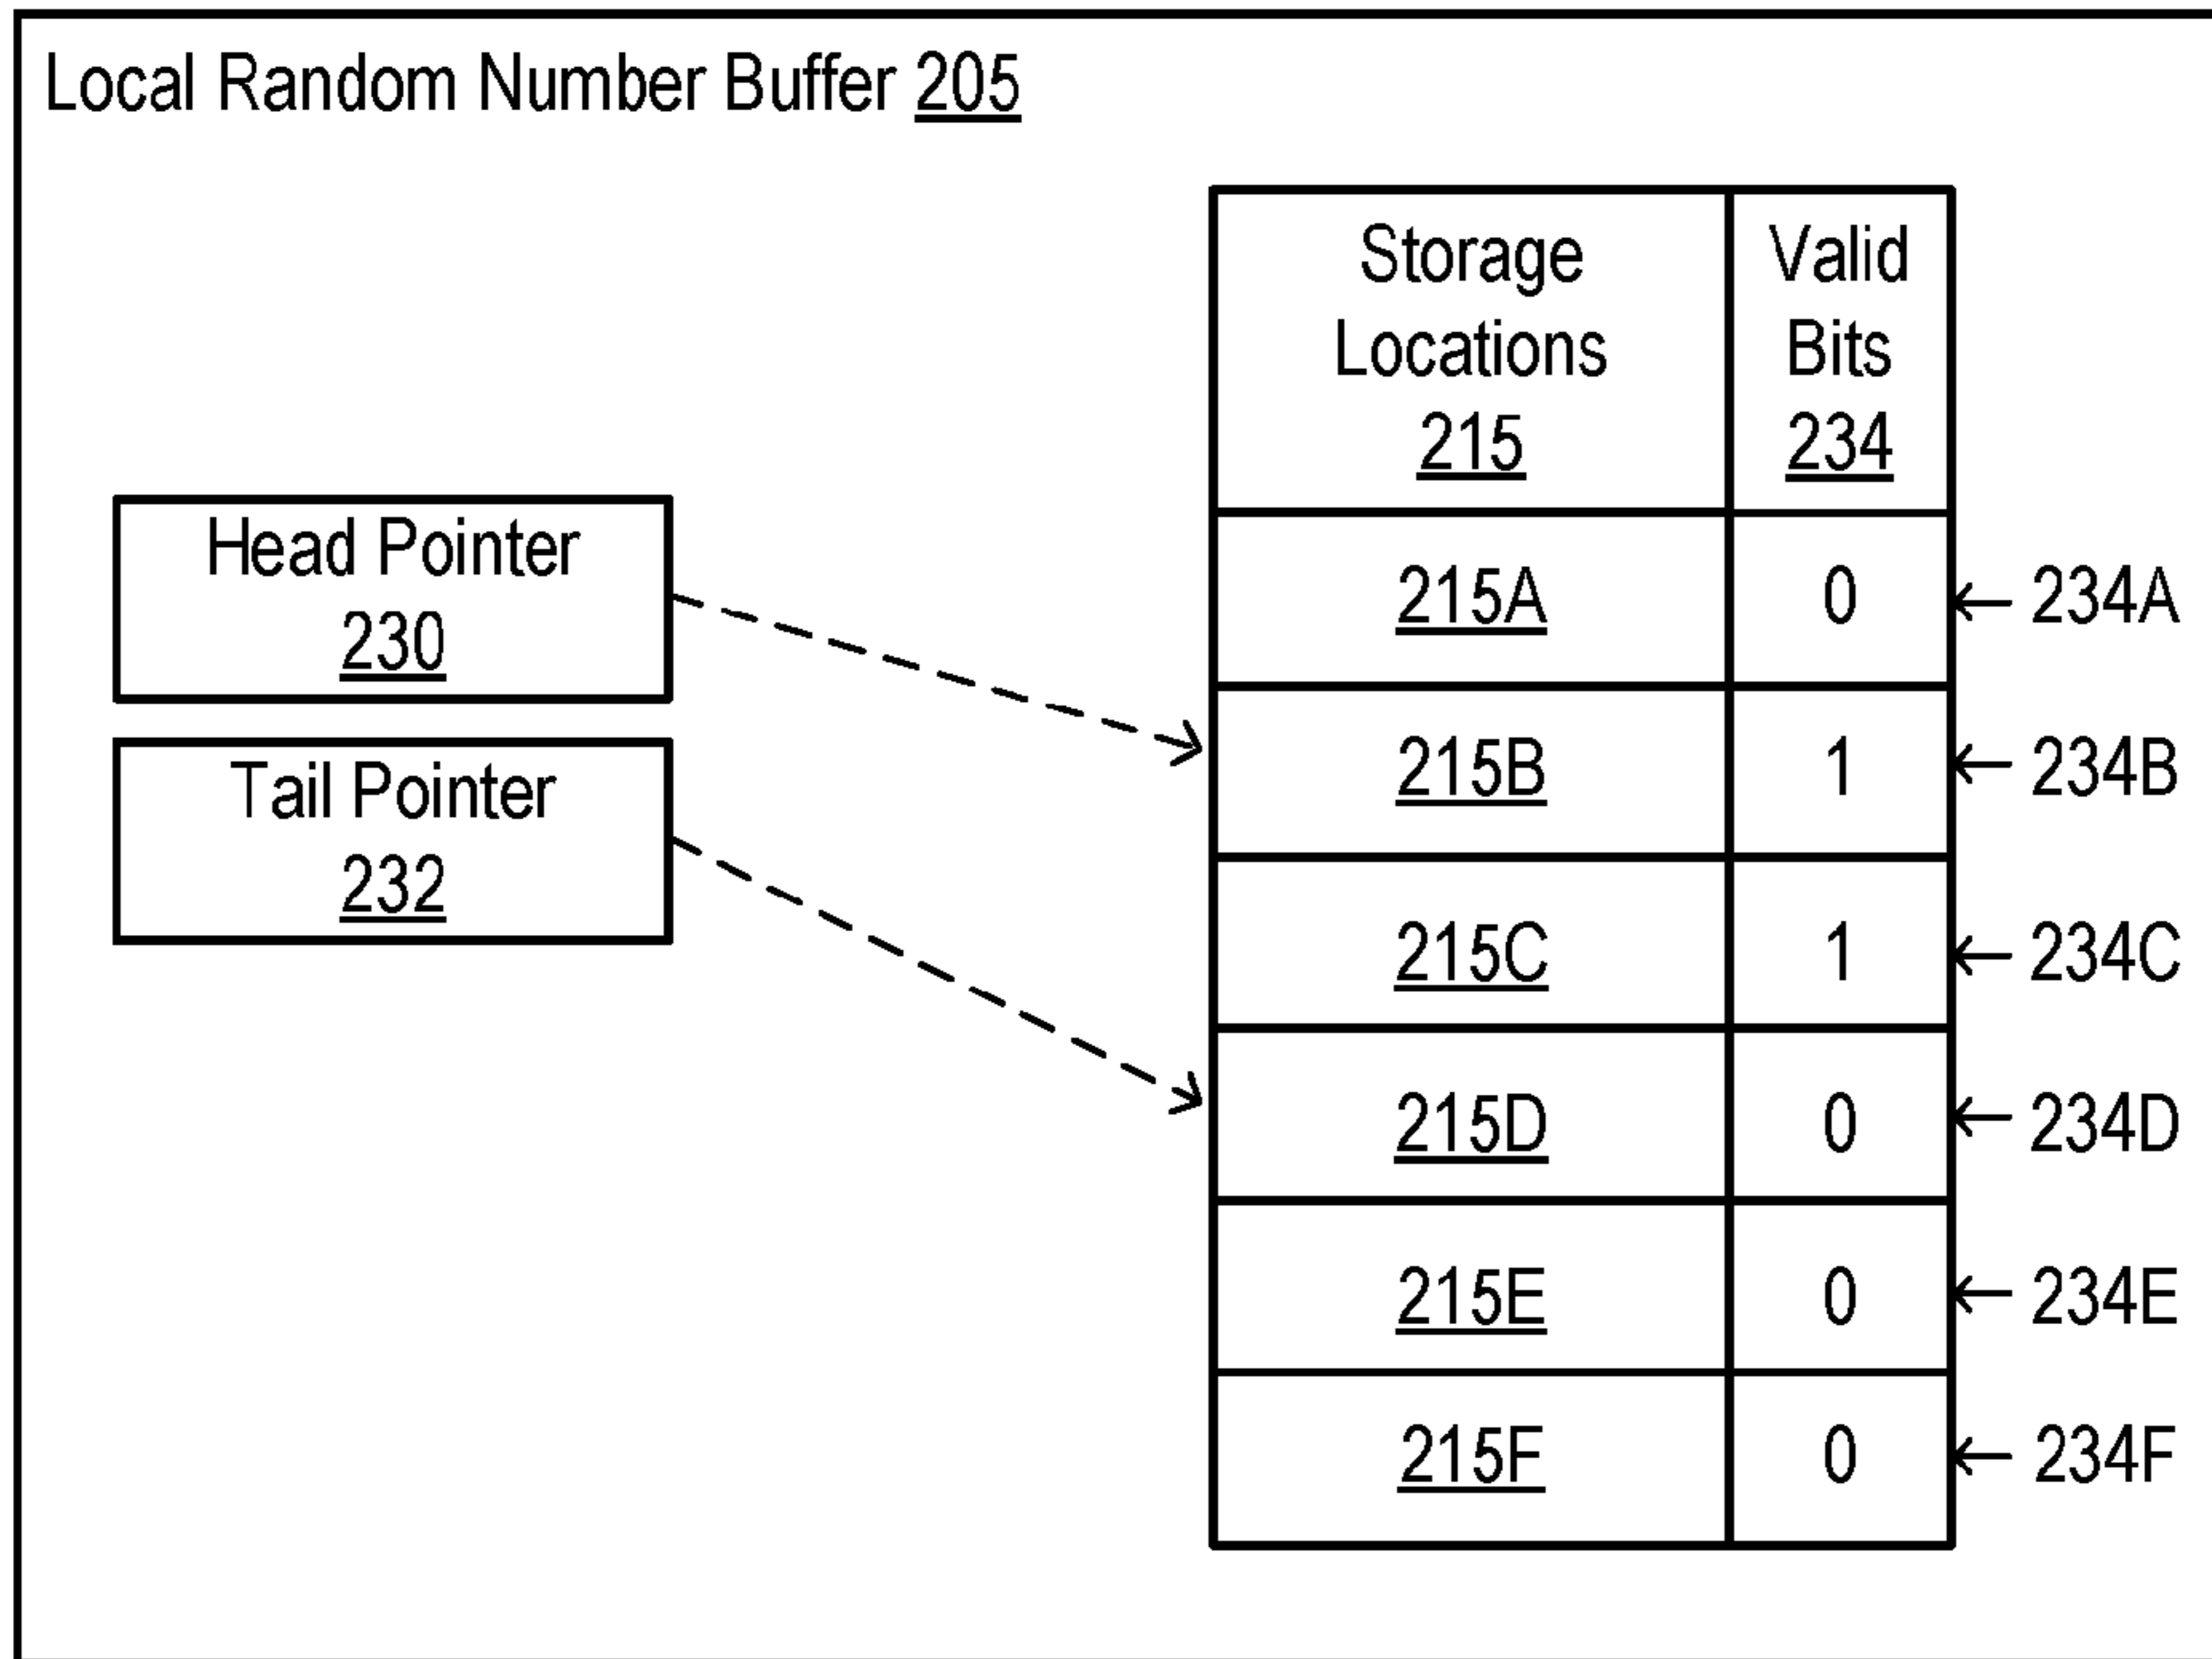 Local Random Number Buffer 205
Storage
Locations
215
Valid
Bits
234
Head Pointer
230
Tail Pointer
232
215A 0 234A
215B 1 234B
215C 1 234C
215D 0 234D
215E 0 234E
215F 0 234F